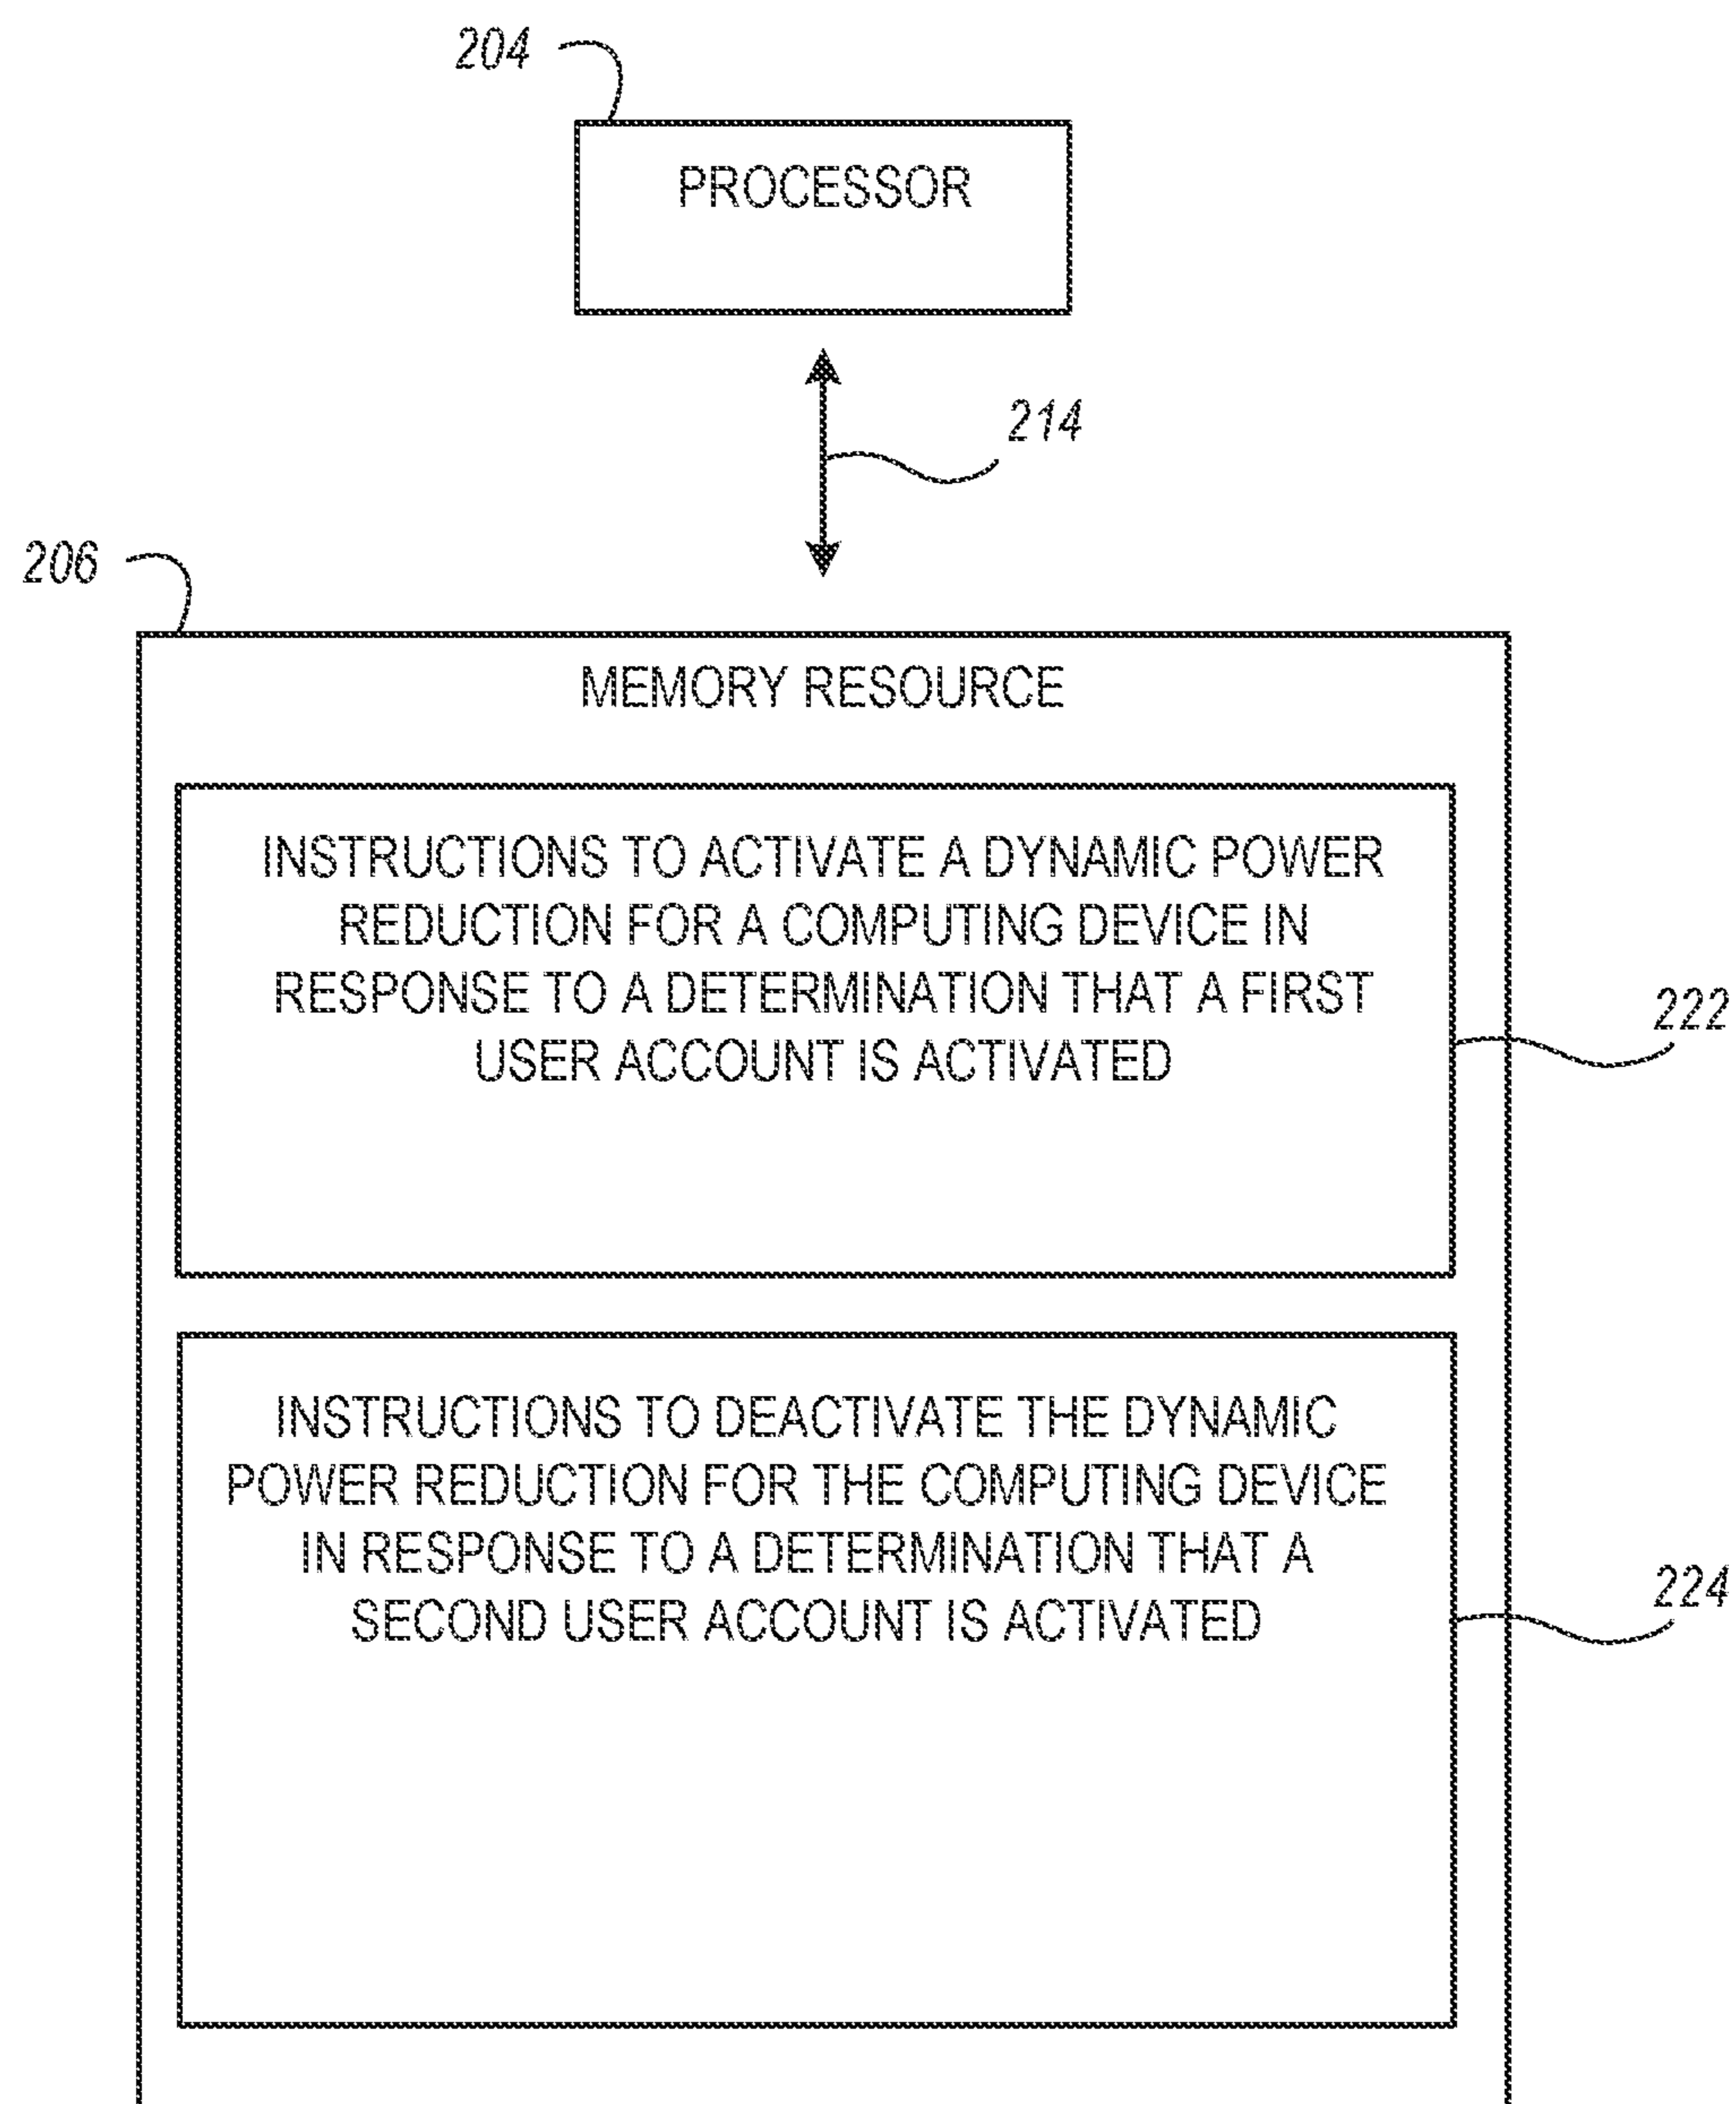 204
PROCESSOR
214
206
MEMORY RESOURCE
INSTRUCTIONS TO ACTIVATE A DYNAMIC POWER
REDUCTION FOR A COMPUTING DEVICE IN
RESPONSE TO A DETERMINATION THAT A FIRST
USER ACCOUNT IS ACTIVATED
222
INSTRUCTIONS TO DEACTIVATE THE DYNAMIC
POWER REDUCTION FOR THE COMPUTING DEVICE
IN RESPONSE TO A DETERMINATION THAT A
SECOND USER ACCOUNT IS ACTIVATED
224